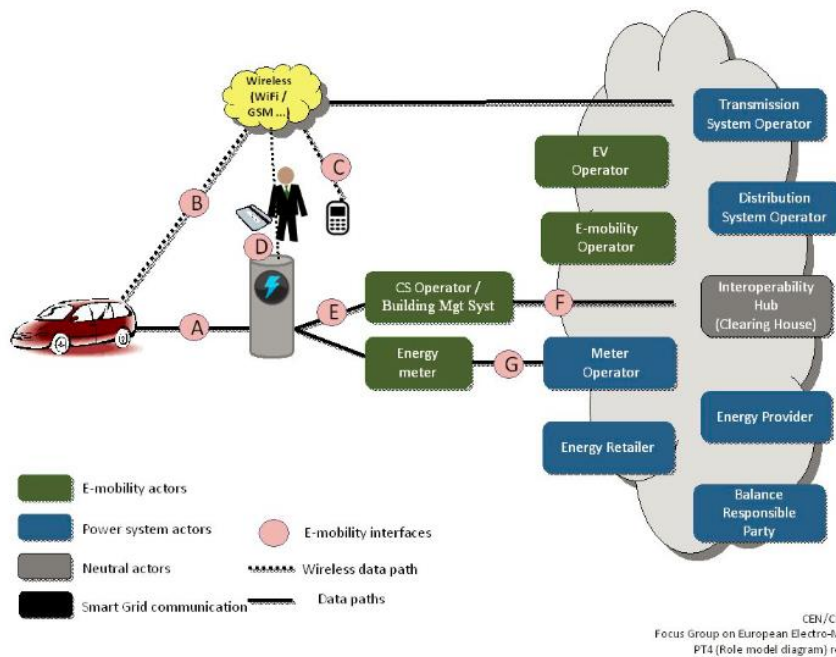 Wireless
(WiFi /
GSM ...)
Transmission
System Operator
EV
Operator
C
B
Distribution
System Operator
E-mobility
Operator
D
CS Operator /
Building Mgt Syst
Interoperability
Hub
(Clearing House)
E
F
A
Energy
meter
G
Meter
Operator
Energy Provider
Energy Retailer
Balance
Responsible
Party
E-mobility actors
Power system actors
Neutral actors
Smart Grid communication
E-mobility interfaces
Wireless data path
Data paths
CEN/C
Focus Group on European Electro-M
PT4 (Role model diagram) r